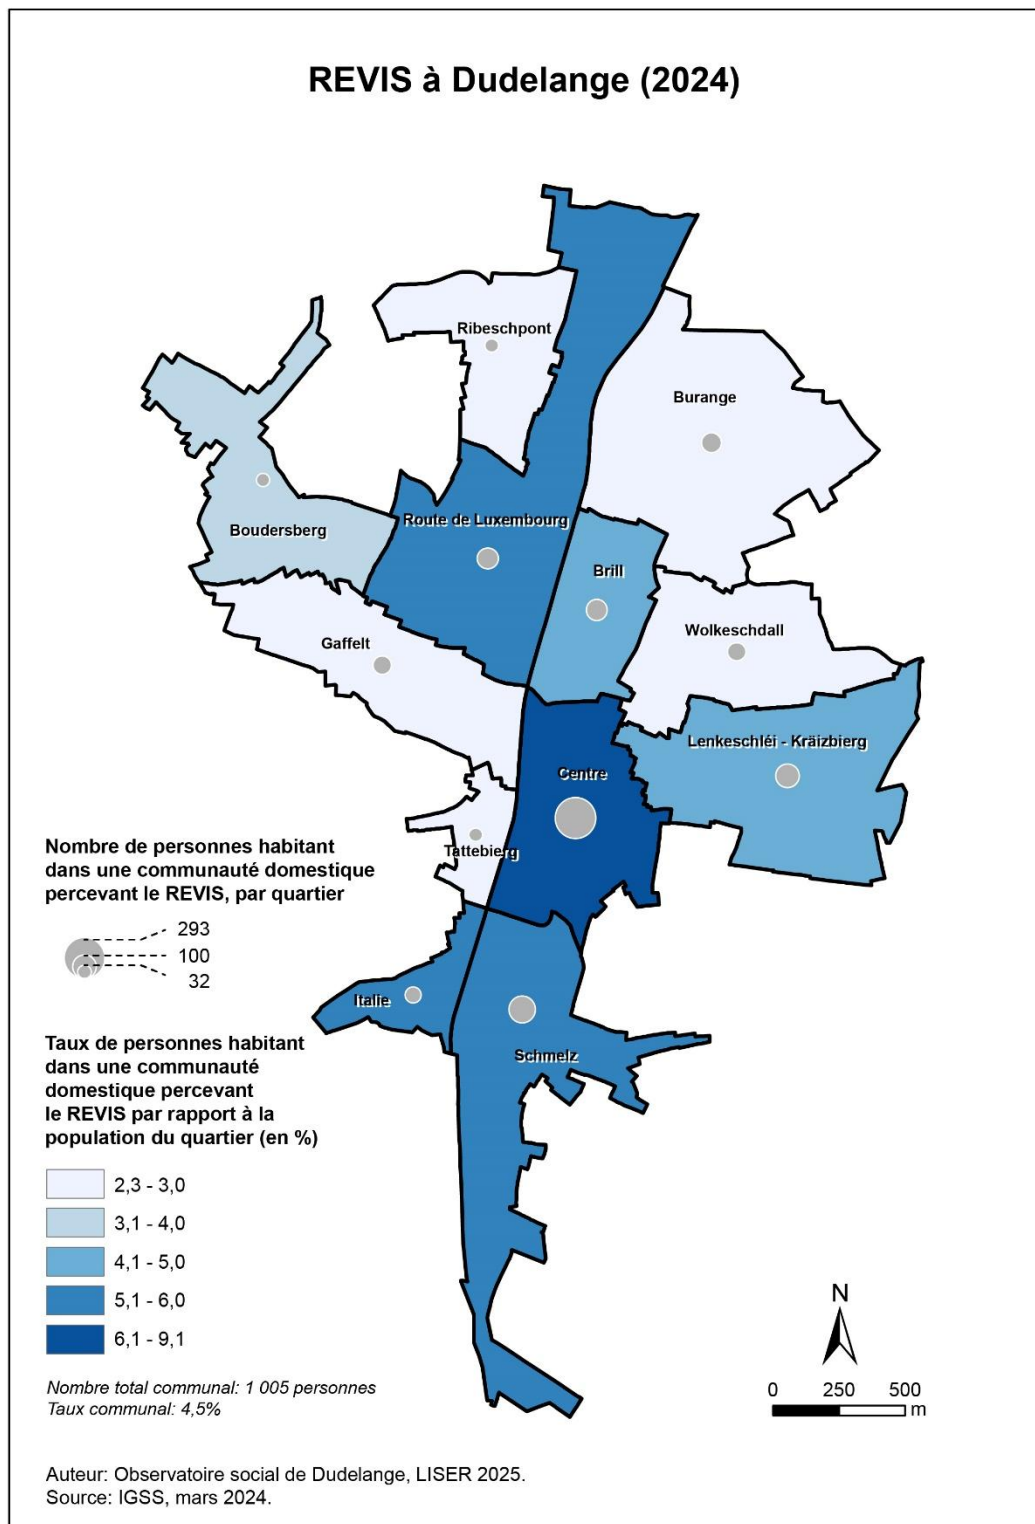 REVIS à Dudelange (2024)
Ribeschpont
Burange
Boudersberg
Route de Luxembourg
Brill
Gaffelt
Wolkeschdall
Lenkeschléi - Kräizbierg
Centre
Tattebierg
Italie
Schmelz
Nombre de personnes habitant
dans une communauté domestique
percevant le REVIS, par quartier
293
100
32
Taux de personnes habitant
dans une communauté
domestique percevant
le REVIS par rapport à la
population du quartier (en %)
2,3 - 3,0
3,1 - 4,0
4,1 - 5,0
5,1 - 6,0
6,1 - 9,1
Nombre total communal: 1 005 personnes
Taux communal: 4,5%
N
0 250 500
m
Auteur: Observatoire social de Dudelange, LISER 2025.
Source: IGSS, mars 2024.